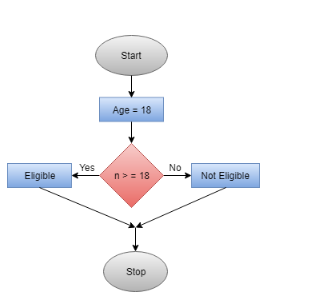 Start
Age = 18
Yes
No
Eligible
n > = 18
Not Eligible
Stop